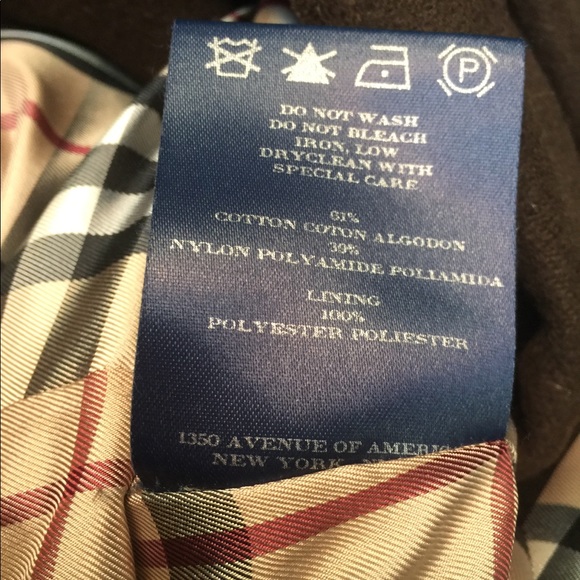 P
DO NOT WASH
DO NOT BLEACH
IRON, LOW
DRYCLEAN WITH
SPECIAL CARE
61%
COTTON COTON ALGODON
39%
NYLON POLYAMIDE POLIAMIDA
LINING
100%
POLYESTER POLIESTER
1350 AVENUE OF AMERI
NEW YORK